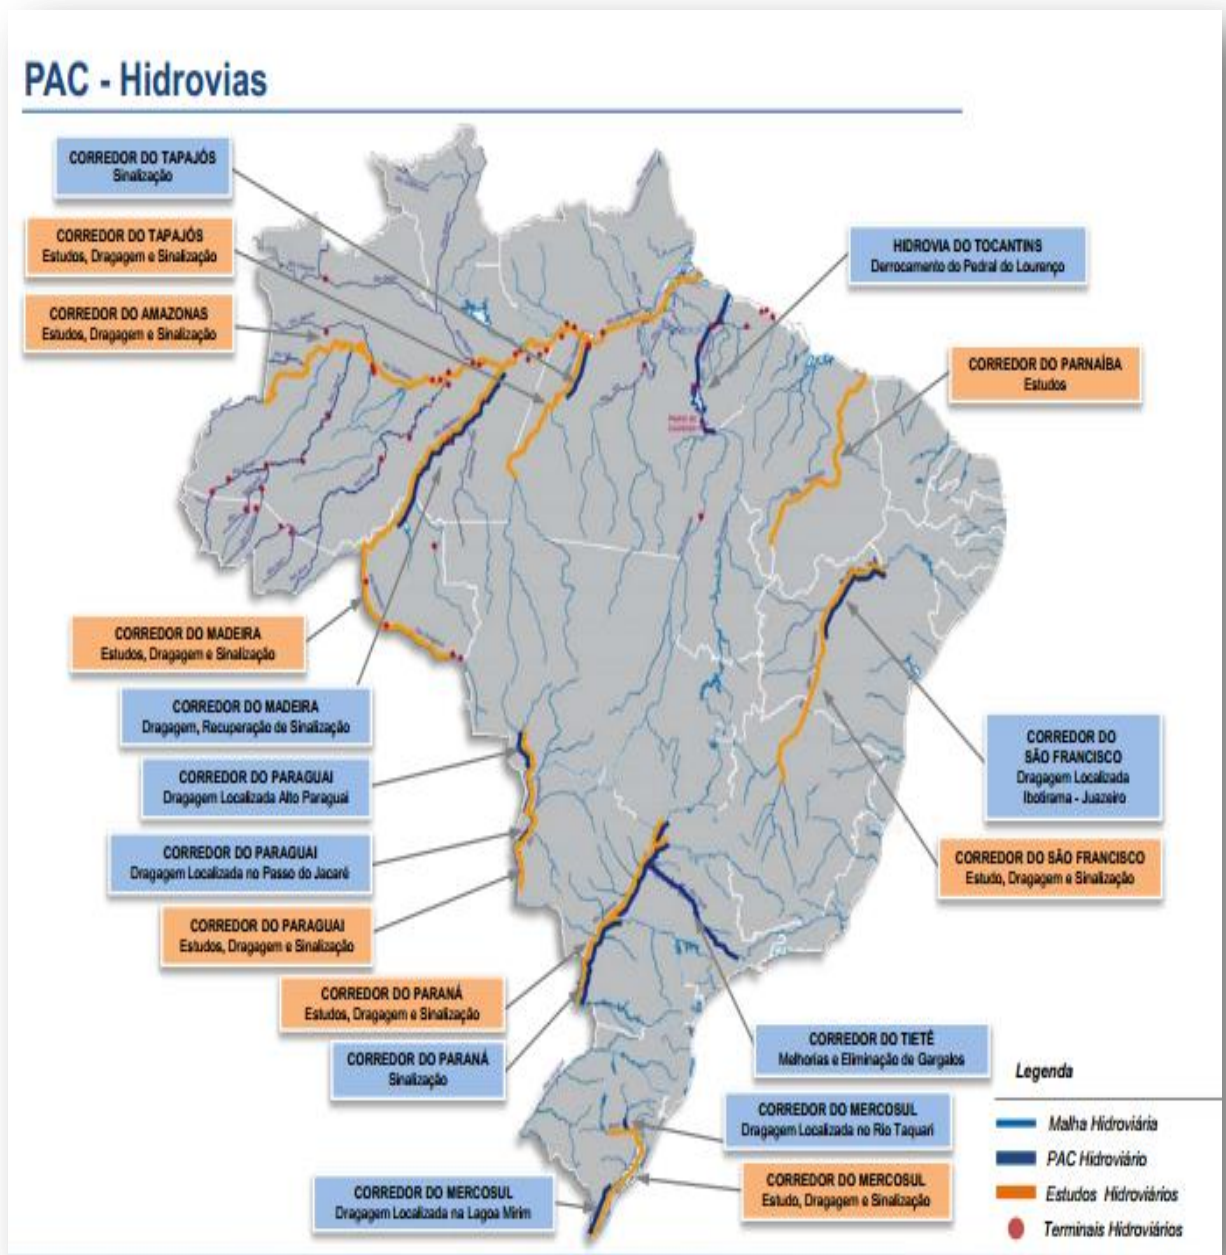 PAC - Hidrovias
CORREDOR DO TAPAJÓS
Sinalização
CORREDOR DO TAPAJÓS
Estudos, Dragagem e Sinalização
CORREDOR DO AMAZONAS
Estudos, Dragagem e Sinalização
HIDROVIA DO TOCANTINS
Derrocamento do Pedral do Lourenço
CORREDOR DO PARNAÍBA
Estudos
CORREDOR DO MADEIRA
Estudos, Dragagem e Sinalização
CORREDOR DO MADEIRA
Dragagem, Recuperação de Sinalização
CORREDOR DO PARAGUAI
Dragagem Localizada Alto Paraguai
CORREDOR DO PARAGUAI
Dragagem Localizada no Passo do Jacaré
CORREDOR DO PARAGUAI
Estudos, Dragagem e Sinalização
CORREDOR DO PARANÁ
Estudos, Dragagem e Sinalização
CORREDOR DO PARANÁ
Sinalização
CORREDOR DO
SÃO FRANCISCO
Dragagem Localizada
Ibotirama - Juazeiro
CORREDOR DO SÃO FRANCISCO
Estudo, Dragagem e Sinalização
CORREDOR DO TIETÊ
Melhorias e Eliminação de Gargalos
CORREDOR DO MERCOSUL
Dragagem Localizada no Rio Taquari
CORREDOR DO MERCOSUL
Estudo, Dragagem e Sinalização
CORREDOR DO MERCOSUL
Dragagem Localizada na Lagoa Mirim
Legenda
Malha Hidroviária
PAC Hidroviário
Estudos Hidroviários
Terminais Hidroviários